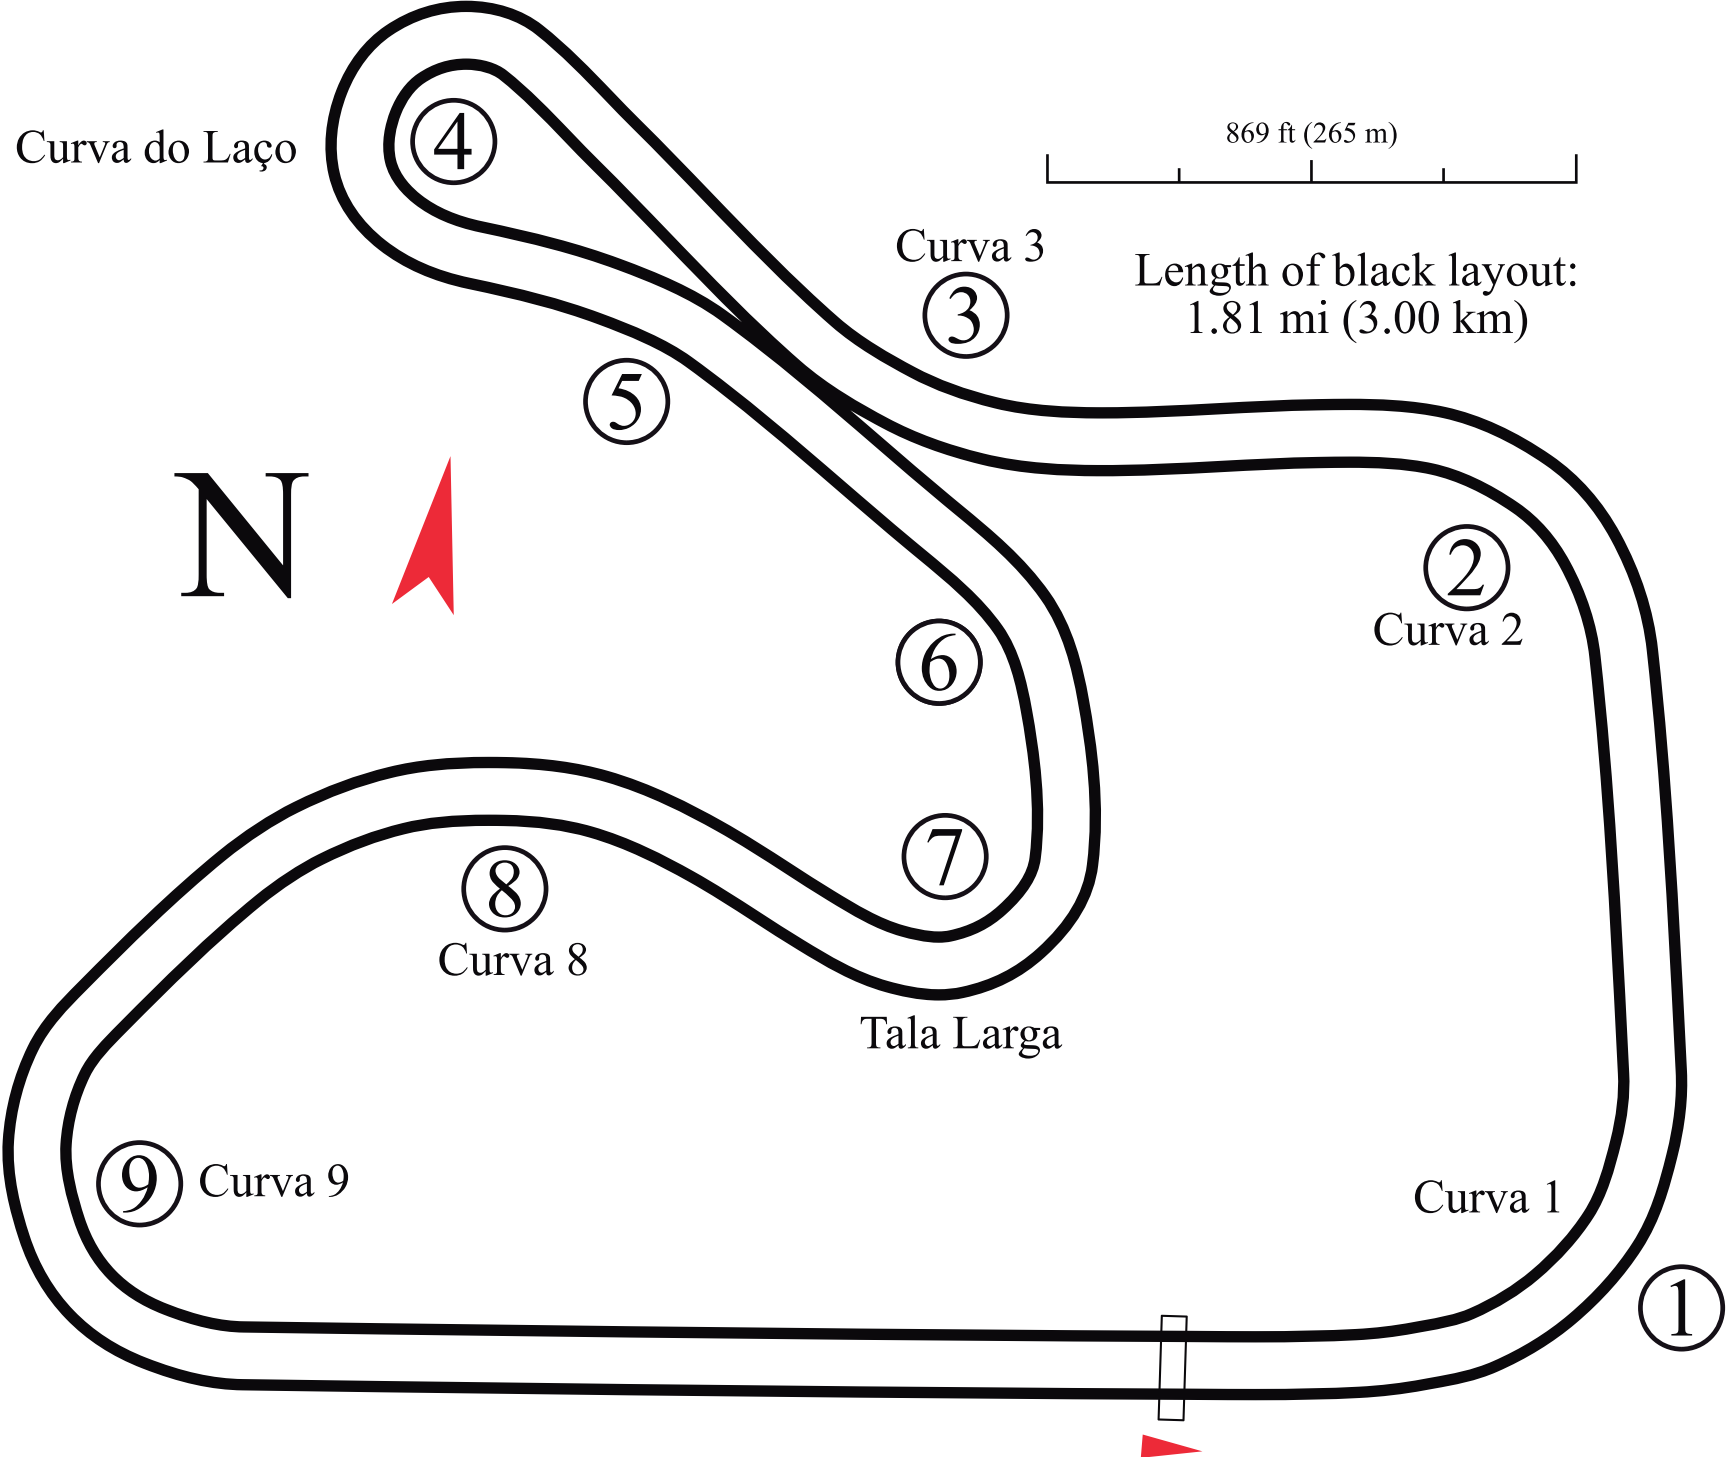 4
Curva do Laço
869 ft (265 m)
Curva 3
3
Length of black layout:
1.81 mi (3.00 km)
5
N
2
Curva 2
6
7
8
Curva 8
Tala Larga
9
Curva 9
Curva 1
1